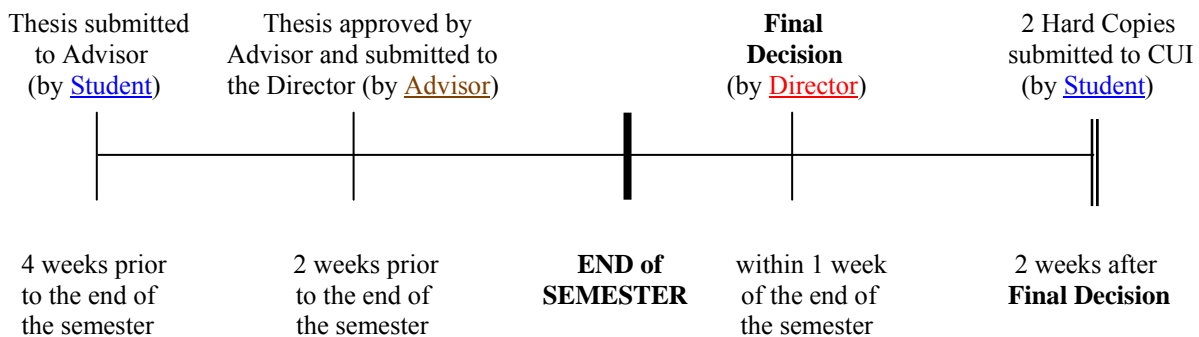 Thesis submitted
to Advisor
(by Student)
Thesis approved by
Advisor and submitted to
the Director (by Advisor)
Final
Decision
(by Director)
2 Hard Copies
submitted to CUI
(by Student)
4 weeks prior
to the end of
the semester
2 weeks prior
to the end of
the semester
END of
SEMESTER
within 1 week
of the end of
the semester
2 weeks after
Final Decision